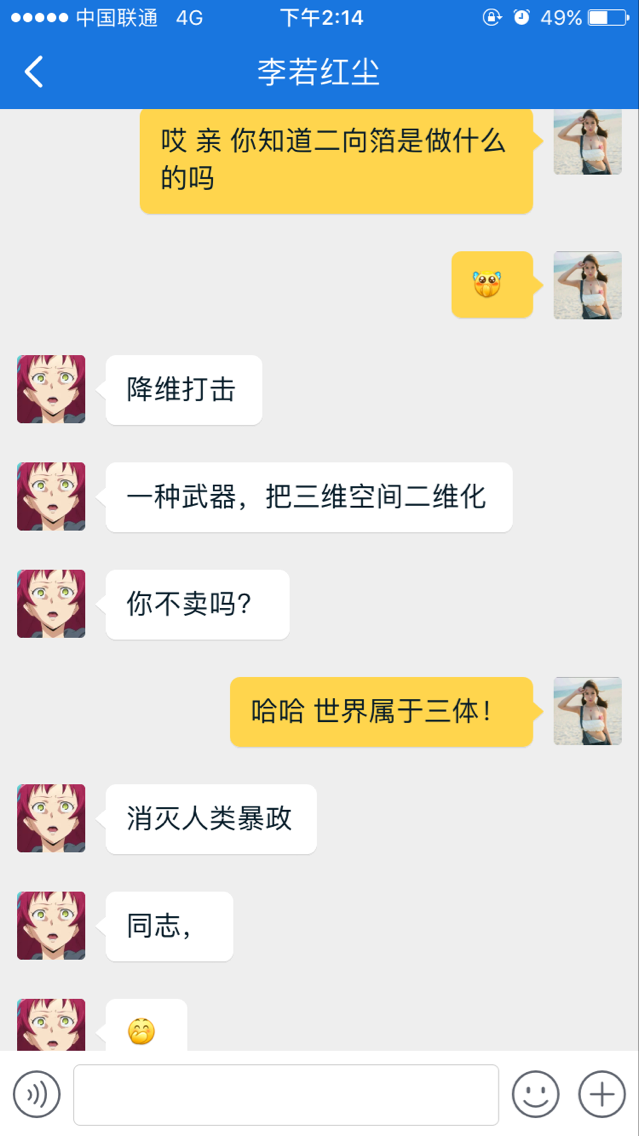 中国联通 4G 下午2:14 49%
李若红尘
哎 亲 你知道二向箔是做什么
的吗
降维打击
一种武器，把三维空间二维化
你不卖吗？
哈哈 世界属于三体！
消灭人类暴政
同志，